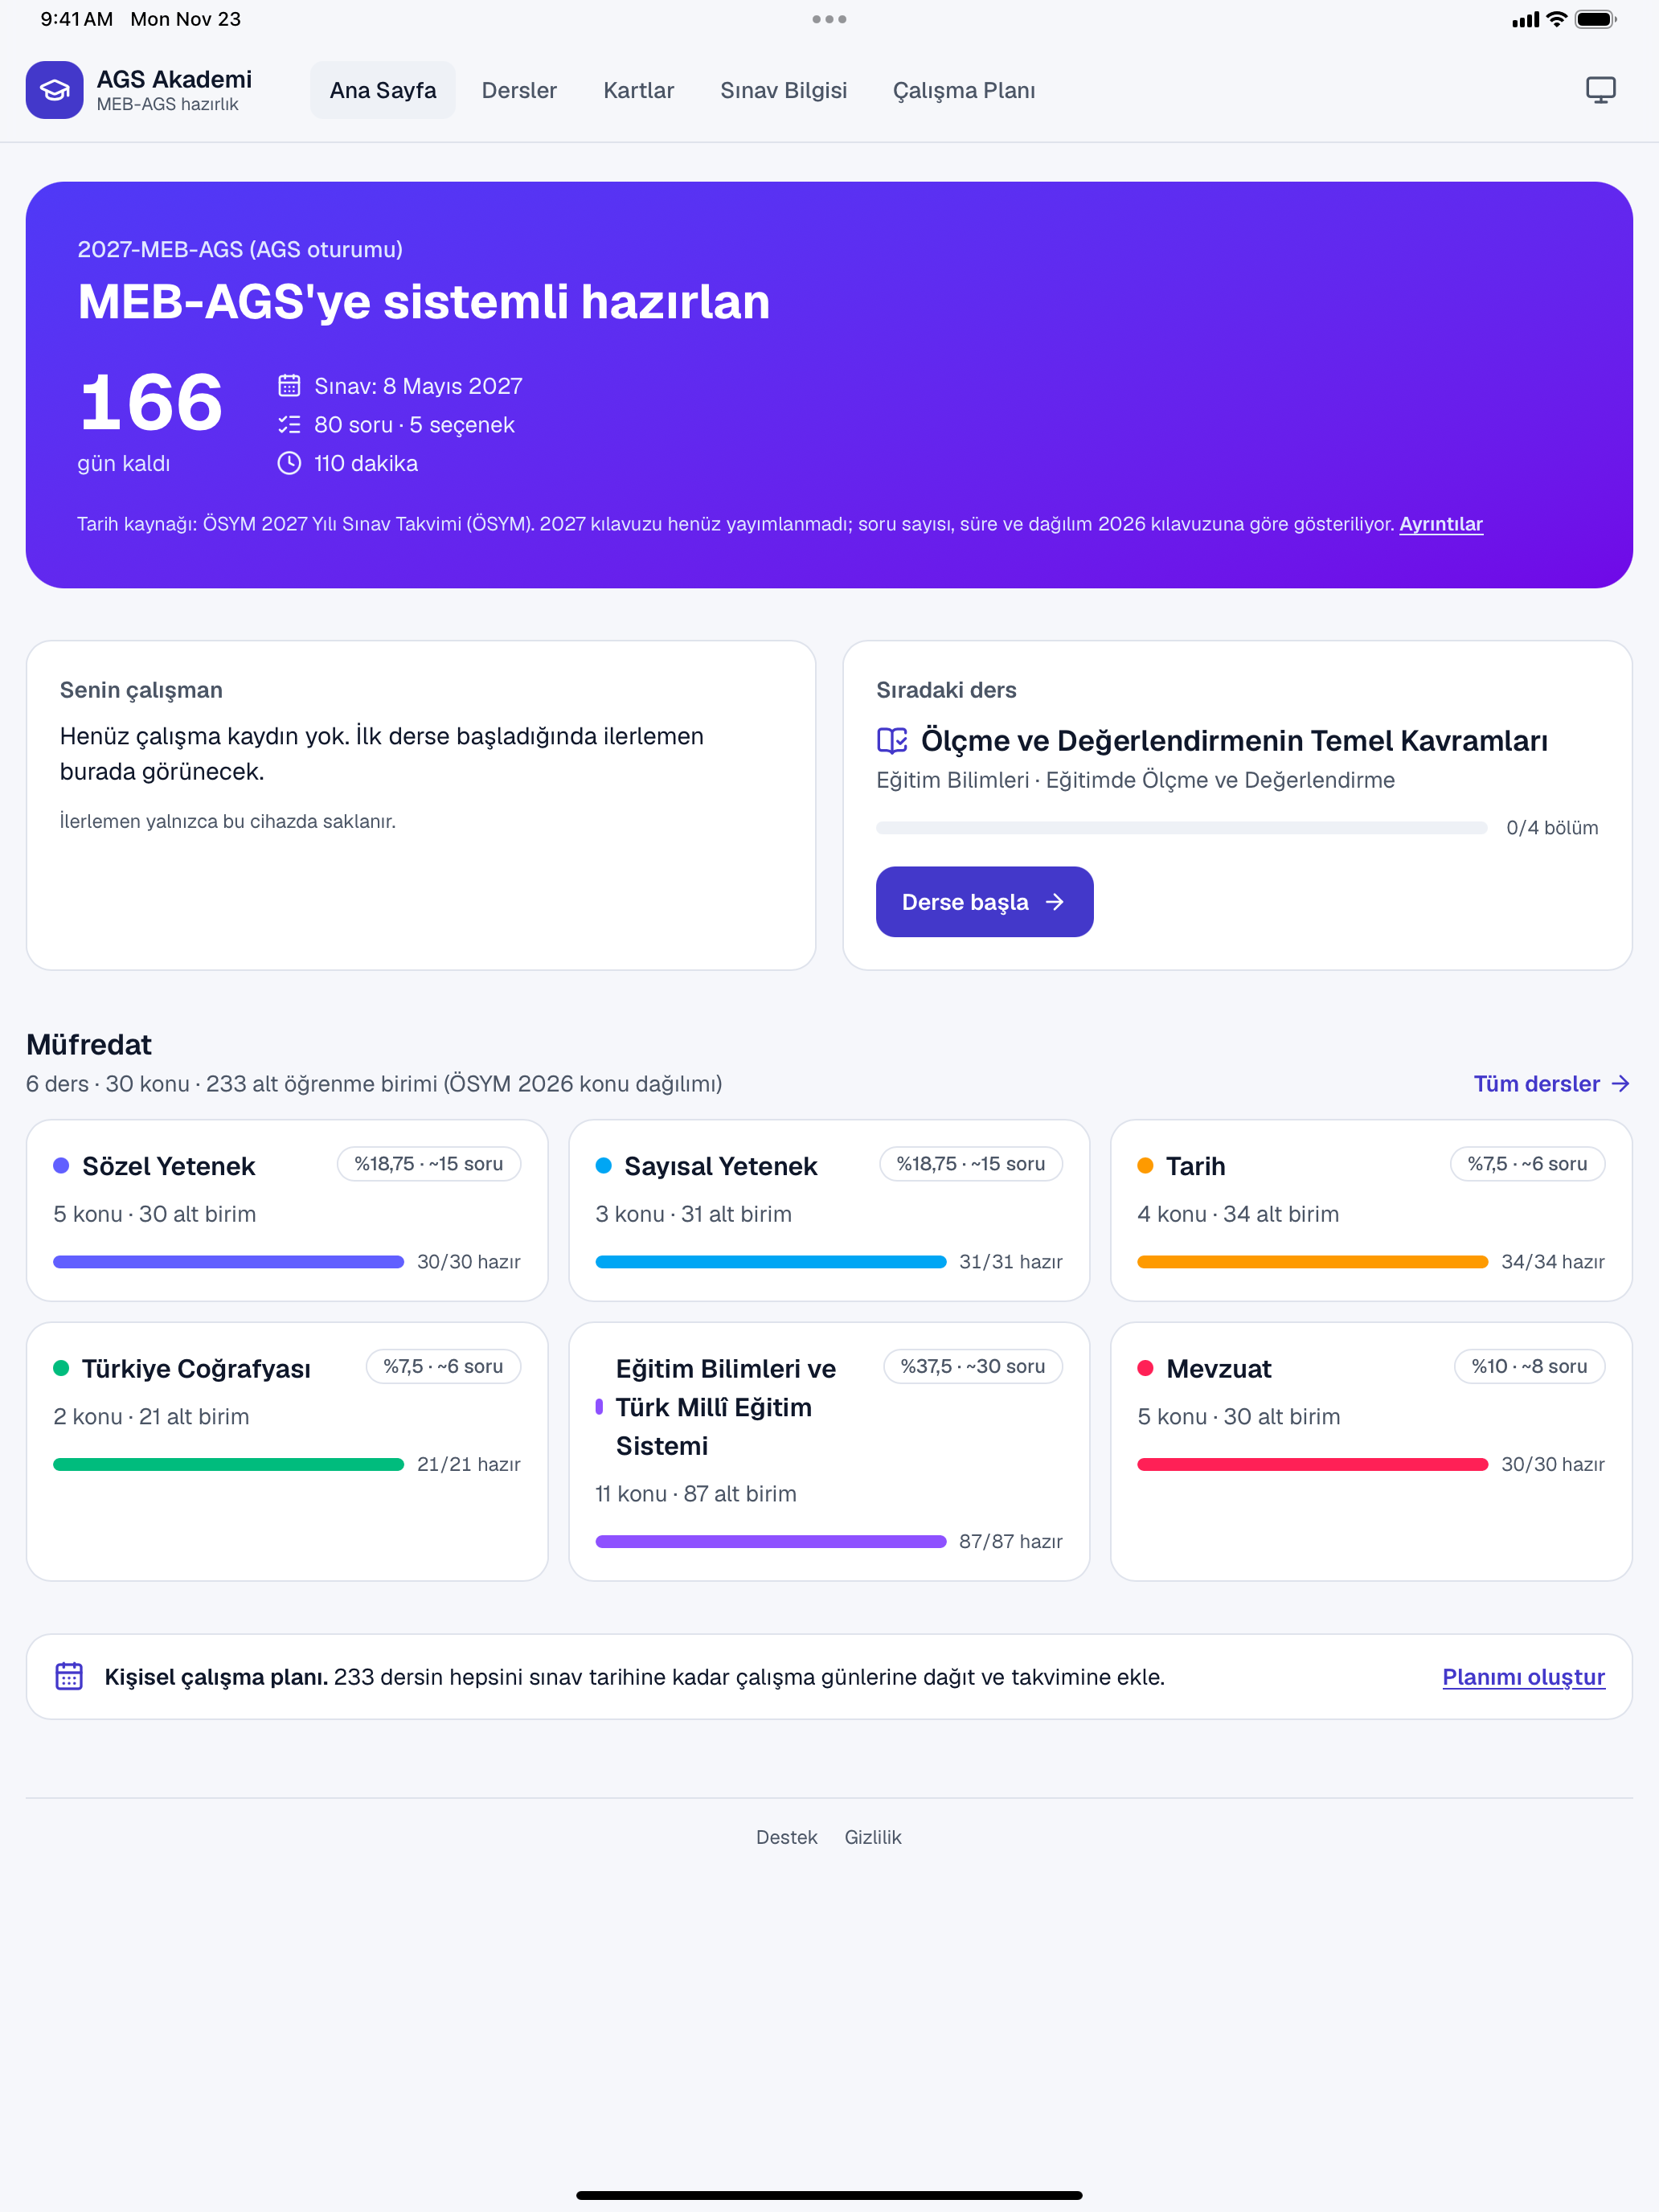 9:41 AM Mon Nov 23
AGS Akademi
MEB-AGS hazırlık
Ana Sayfa
Dersler
Kartlar
Sınav Bilgisi
Çalışma Planı
2027-MEB-AGS (AGS oturumu)
MEB-AGS'ye sistemli hazırlan
166
gün kaldı
Sınav: 8 Mayıs 2027
80 soru · 5 seçenek
110 dakika
Tarih kaynağı: ÖSYM 2027 Yılı Sınav Takvimi (ÖSYM). 2027 kılavuzu henüz yayımlanmadı; soru sayısı, süre ve dağılım 2026 kılavuzuna göre gösteriliyor. Ayrıntılar
Senin çalışman
Henüz çalışma kaydın yok. İlk derse başladığında ilerlemen
burada görünecek.
İlerlemen yalnızca bu cihazda saklanır.
Sıradaki ders
Ölçme ve Değerlendirmenin Temel Kavramları
Eğitim Bilimleri · Eğitimde Ölçme ve Değerlendirme
0/4 bölüm
Derse başla
Müfredat
6 ders · 30 konu · 233 alt öğrenme birimi (ÖSYM 2026 konu dağılımı)
Tüm dersler
Sözel Yetenek
%18,75 · ~15 soru
5 konu · 30 alt birim
30/30 hazır
Sayısal Yetenek
%18,75 · ~15 soru
3 konu · 31 alt birim
31/31 hazır
Tarih
%7,5 · ~6 soru
4 konu · 34 alt birim
34/34 hazır
Türkiye Coğrafyası
%7,5 · ~6 soru
2 konu · 21 alt birim
21/21 hazır
Eğitim Bilimleri ve
Türk Millî Eğitim
Sistemi
%37,5 · ~30 soru
11 konu · 87 alt birim
87/87 hazır
Mevzuat
%10 · ~8 soru
5 konu · 30 alt birim
30/30 hazır
Kişisel çalışma planı. 233 dersin hepsini sınav tarihine kadar çalışma günlerine dağıt ve takvimine ekle.
Planımı oluştur
Destek
Gizlilik